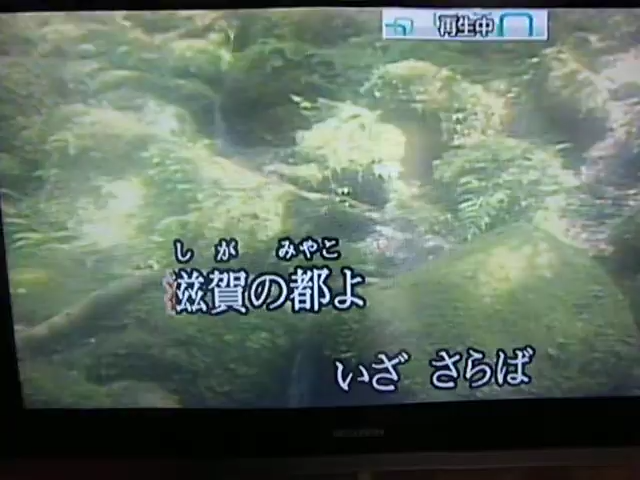 再生中
しが みやこ
滋賀の都よ
いざ さらば